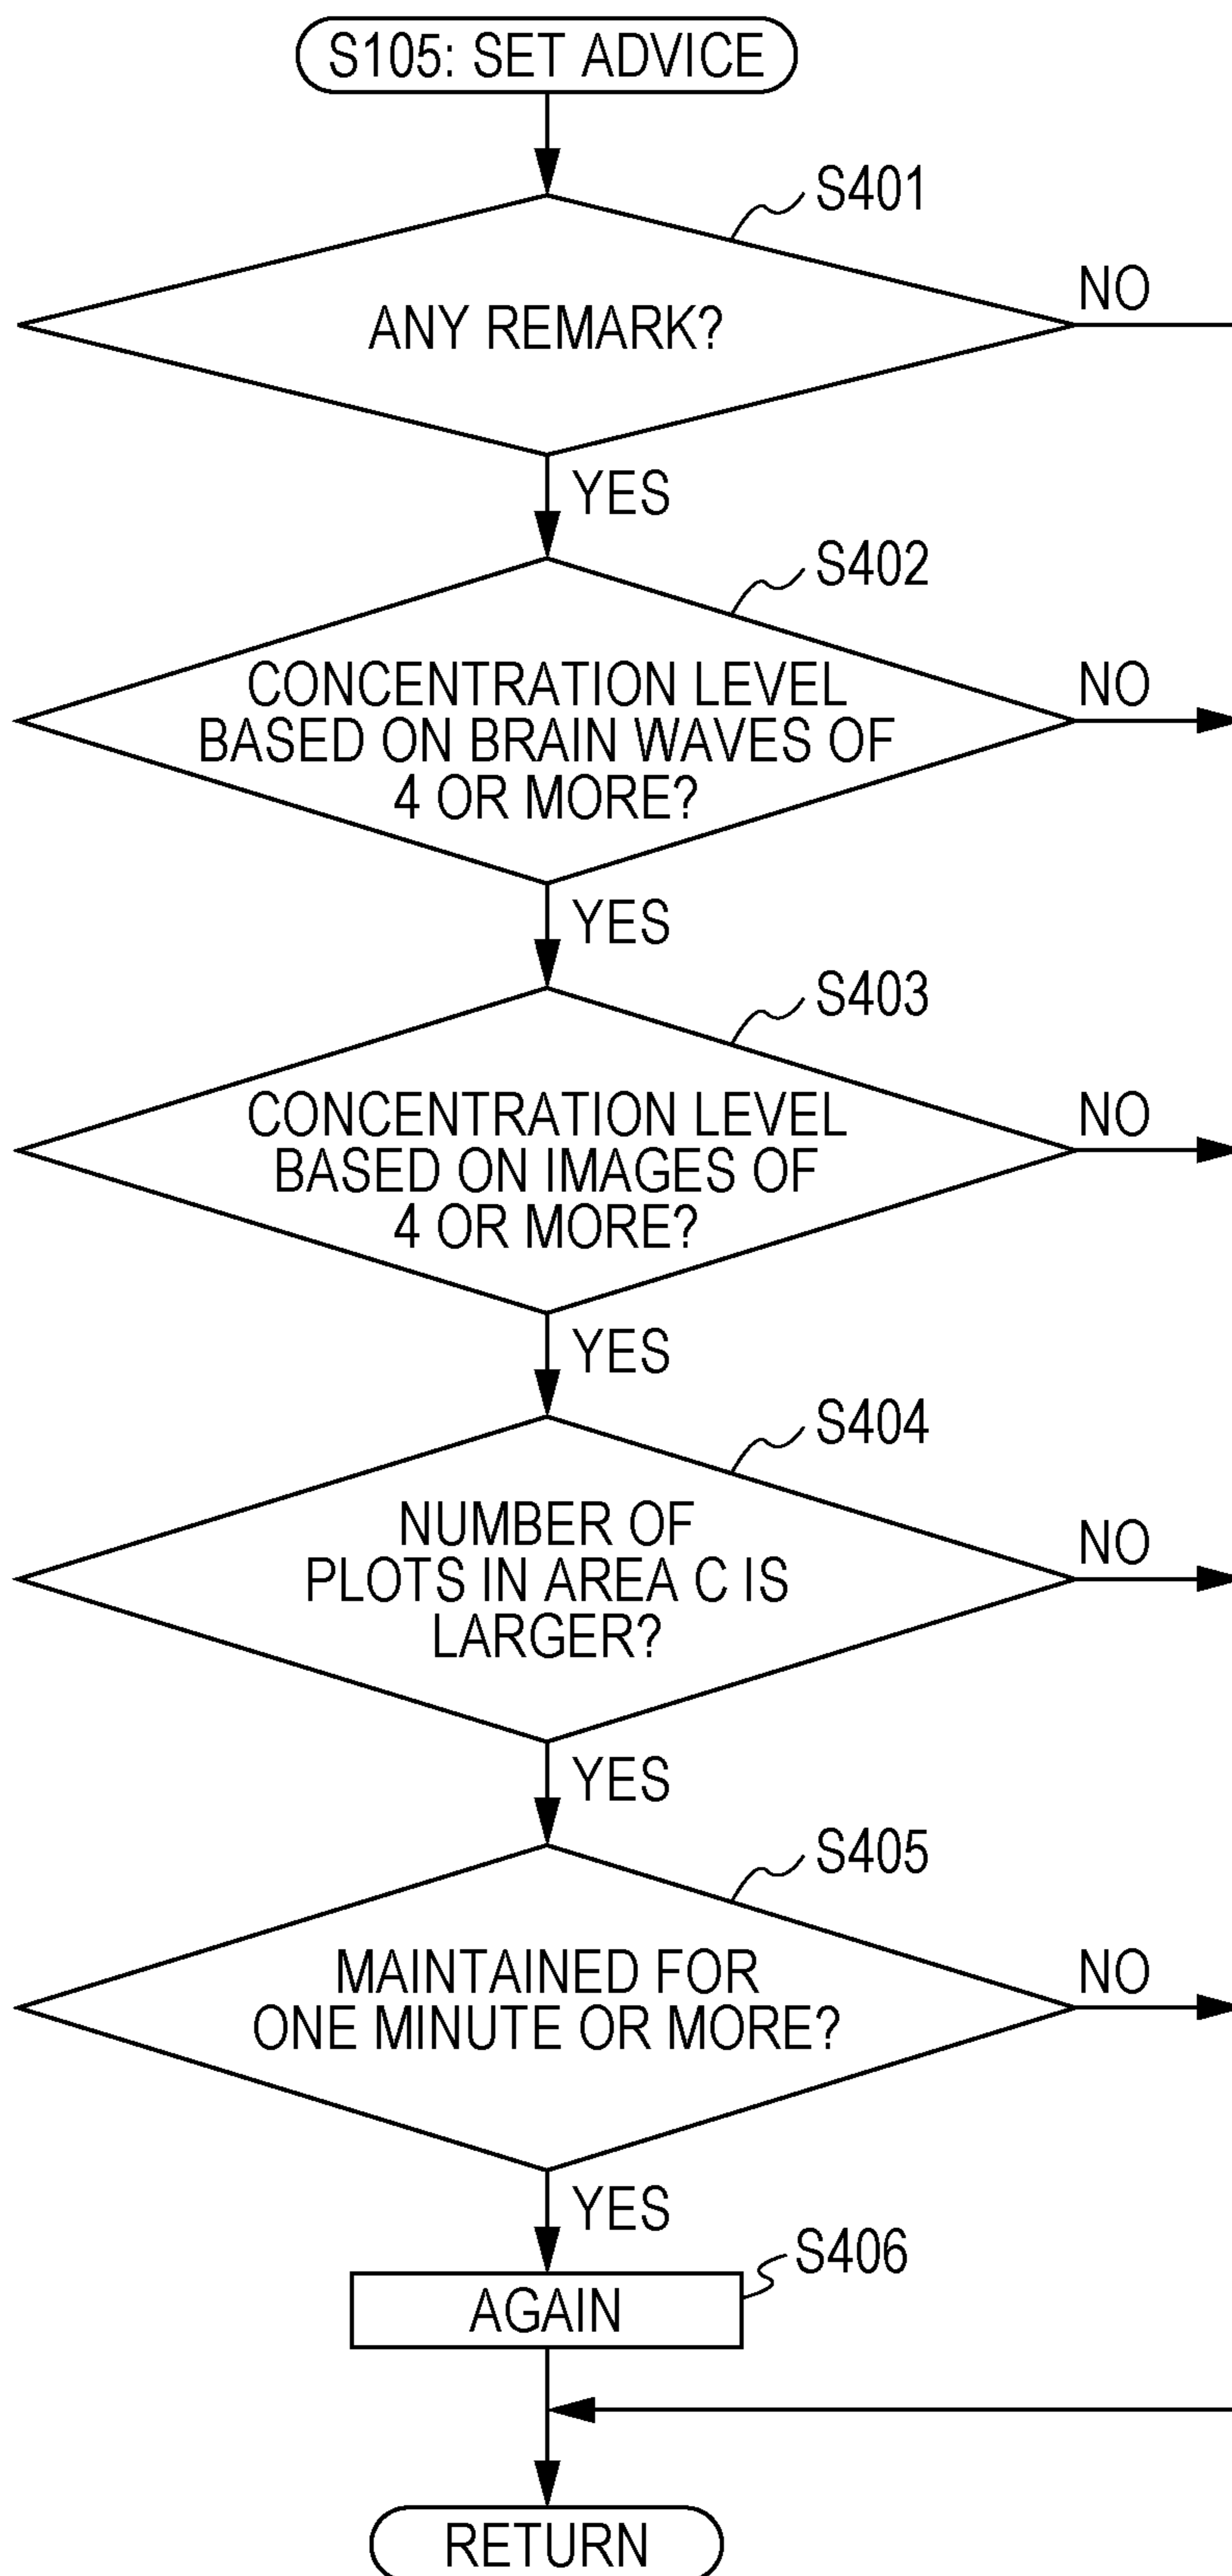 S105: SET ADVICE
S401
ANY REMARK?
NO
YES
S402
CONCENTRATION LEVEL
BASED ON BRAIN WAVES OF
4 OR MORE?
NO
YES
S403
CONCENTRATION LEVEL
BASED ON IMAGES OF
4 OR MORE?
NO
YES
S404
NUMBER OF
PLOTS IN AREA C IS
LARGER?
NO
YES
S405
MAINTAINED FOR
ONE MINUTE OR MORE?
NO
YES
S406
AGAIN
RETURN